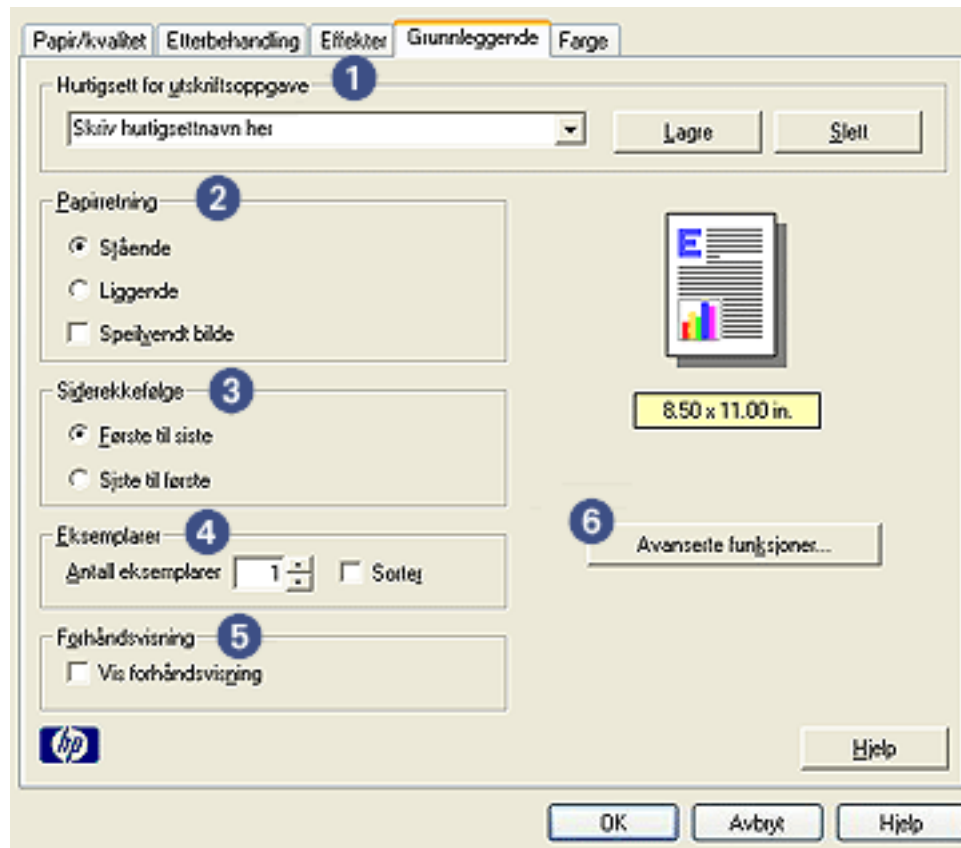 Papir/kvalitet Etterbehandling Effekter Grunnleggende Farge
Hurtigsett for utskriftsoppgave 1
Skriv hurtigsettnavn her Lagre Slett
Papirretning 2
Stående
Liggende
Speilvendt bilde
E
8.50 x 11.00 in.
Siderekkefølge 3
Første til siste
Siste til første
6
Avanserte funksjoner...
Eksemplarer 4
Antall eksemplarer 1 Sorter
Forhåndsvisning 5
Vis forhåndsvisning
hp
Hjelp
OK Avbryt Hjelp